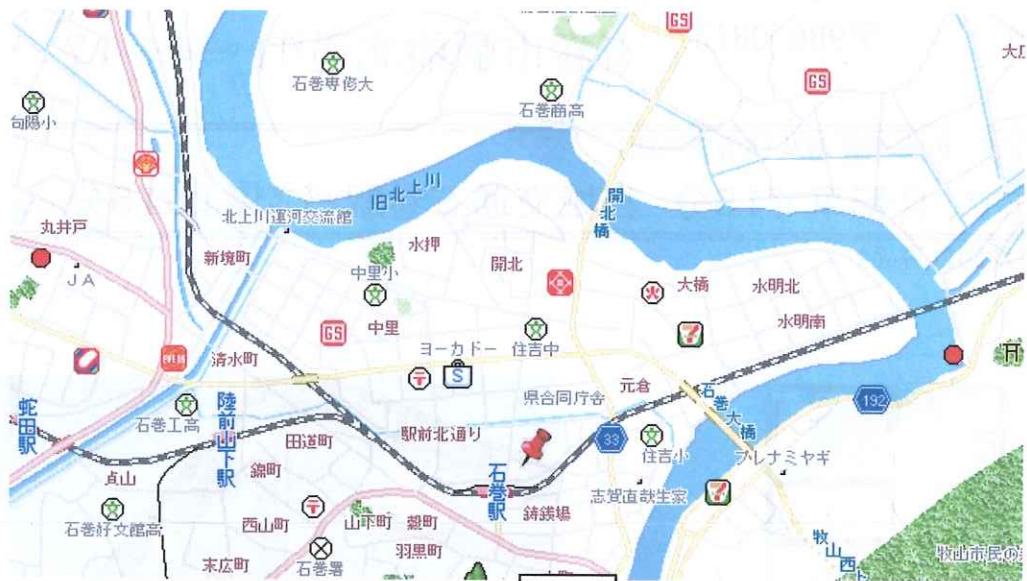 GS
石巻専修大
石巻商高
GS
向陽小
旧北上川
開北橋
北上川運河交流館
丸井戸
新境町
水押
開北
JA
中里小
大橋
水明北
中里
GS
水明南
ヨーカドー
住吉中
清水町
S
元倉
県合同庁舎
石巻大橋
192
蛇田駅
石巻工高
陸前山下駅
田道町
駅前北通り
33
住吉小
プレナミヤギ
貞山
錦町
石巻駅
志賀直哉生家
鋳銭場
石巻好文館高
西山町
山下町
穀町
羽黒町
末広町
石巻署
牧山市民の